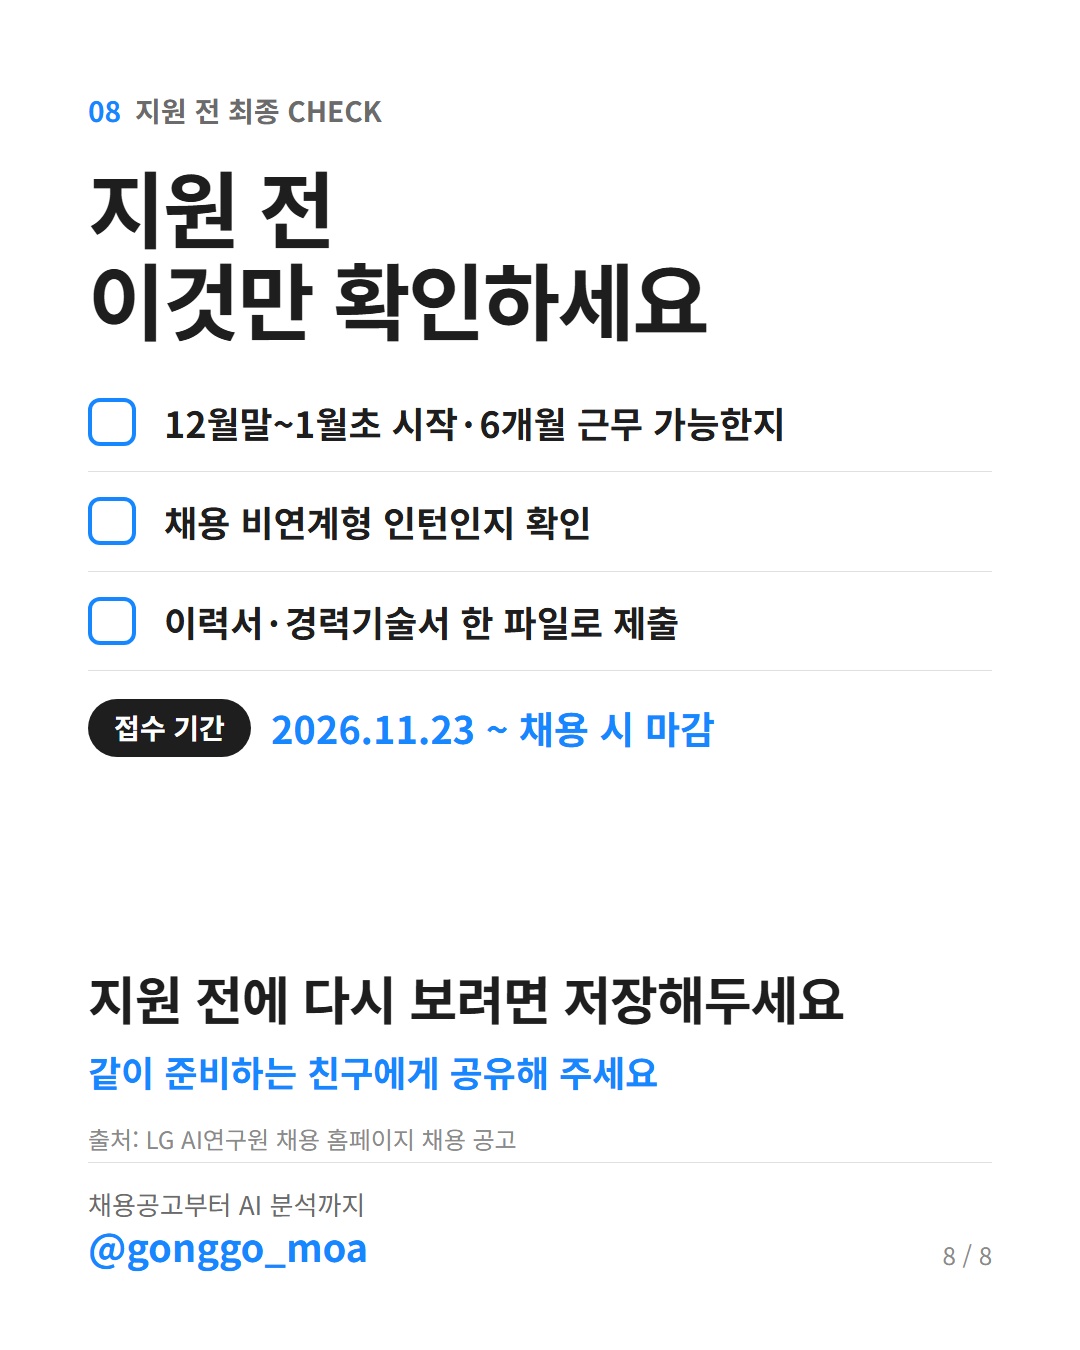 08 지원 전 최종 CHECK
지원 전
이것만 확인하세요
12월말~1월초 시작·6개월 근무 가능한지
채용 비연계형 인턴인지 확인
이력서·경력기술서 한 파일로 제출
접수 기간 2026.11.23 ~ 채용 시 마감
지원 전에 다시 보려면 저장해두세요
같이 준비하는 친구에게 공유해 주세요
출처: LG AI연구원 채용 홈페이지 채용 공고
채용공고부터 AI 분석까지
@gonggo_moa
8 / 8